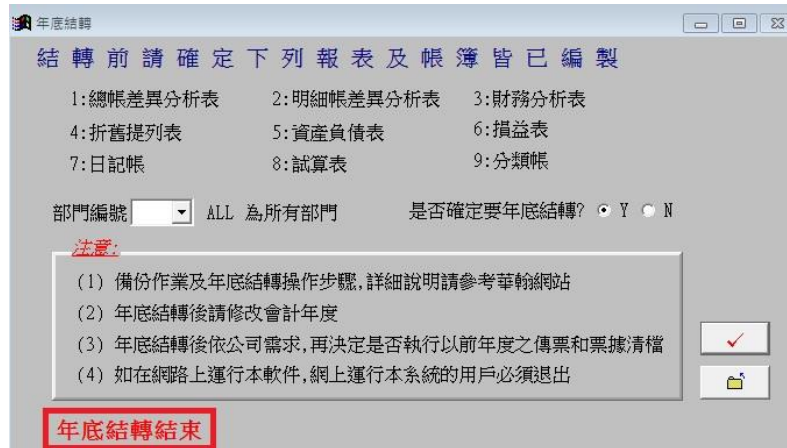 年底結轉
結轉前請確定下列報表及帳簿皆已編製
1:總帳差異分析表 2:明細帳差異分析表 3:財務分析表
4:折舊提列表 5:資產負債表 6:損益表
7:日記帳 8:試算表 9:分類帳
部門編號 ALL 為所有部門 是否確定要年底結轉? Y N
注意:
(1) 備份作業及年底結轉操作步驟,詳細說明請參考華翰網站
(2) 年底結轉後請修改會計年度
(3) 年底結轉後依公司需求,再決定是否執行以前年度之傳票和票據清檔
(4) 如在網路上運行本軟件,網上運行本系統的用戶必須退出
年底結轉結束